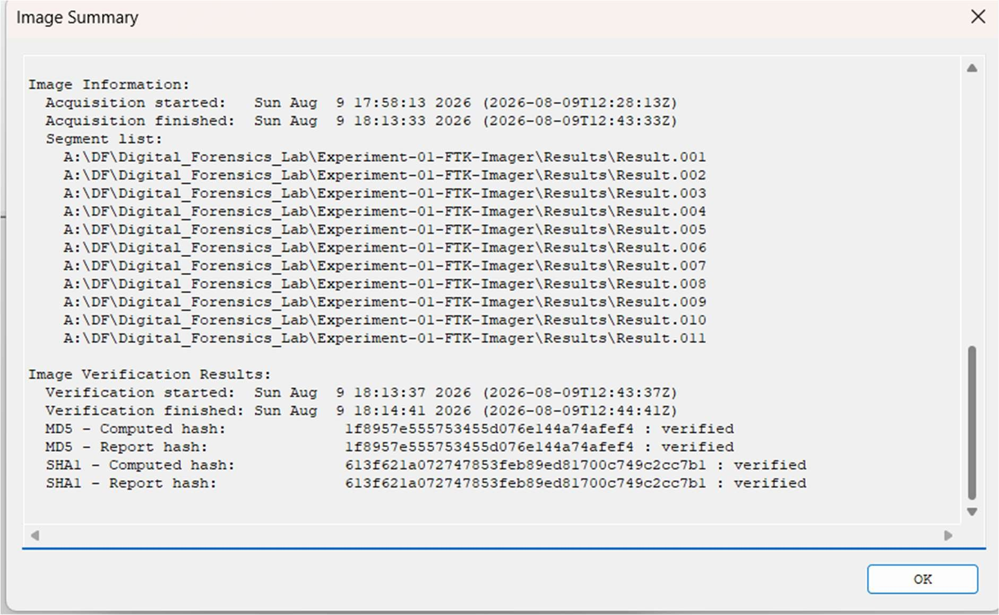 Image Summary
Image Information:
Acquisition started:   Sun Aug  9 17:58:13 2026 (2026-08-09T12:28:13Z)
Acquisition finished:  Sun Aug  9 18:13:33 2026 (2026-08-09T12:43:33Z)
Segment list:
A:\DF\Digital_Forensics_Lab\Experiment-01-FTK-Imager\Results\Result.001
A:\DF\Digital_Forensics_Lab\Experiment-01-FTK-Imager\Results\Result.002
A:\DF\Digital_Forensics_Lab\Experiment-01-FTK-Imager\Results\Result.003
A:\DF\Digital_Forensics_Lab\Experiment-01-FTK-Imager\Results\Result.004
A:\DF\Digital_Forensics_Lab\Experiment-01-FTK-Imager\Results\Result.005
A:\DF\Digital_Forensics_Lab\Experiment-01-FTK-Imager\Results\Result.006
A:\DF\Digital_Forensics_Lab\Experiment-01-FTK-Imager\Results\Result.007
A:\DF\Digital_Forensics_Lab\Experiment-01-FTK-Imager\Results\Result.008
A:\DF\Digital_Forensics_Lab\Experiment-01-FTK-Imager\Results\Result.009
A:\DF\Digital_Forensics_Lab\Experiment-01-FTK-Imager\Results\Result.010
A:\DF\Digital_Forensics_Lab\Experiment-01-FTK-Imager\Results\Result.011
Image Verification Results:
Verification started:  Sun Aug  9 18:13:37 2026 (2026-08-09T12:43:37Z)
Verification finished: Sun Aug  9 18:14:41 2026 (2026-08-09T12:44:41Z)
MD5 - Computed hash:   1f8957e555753455d076e144a74afef4 : verified
MD5 - Report hash:   1f8957e555753455d076e144a74afef4 : verified
SHA1 - Computed hash:   613f621a072747853feb89ed81700c749c2cc7b1 : verified
SHA1 - Report hash:   613f621a072747853feb89ed81700c749c2cc7b1 : verified
OK